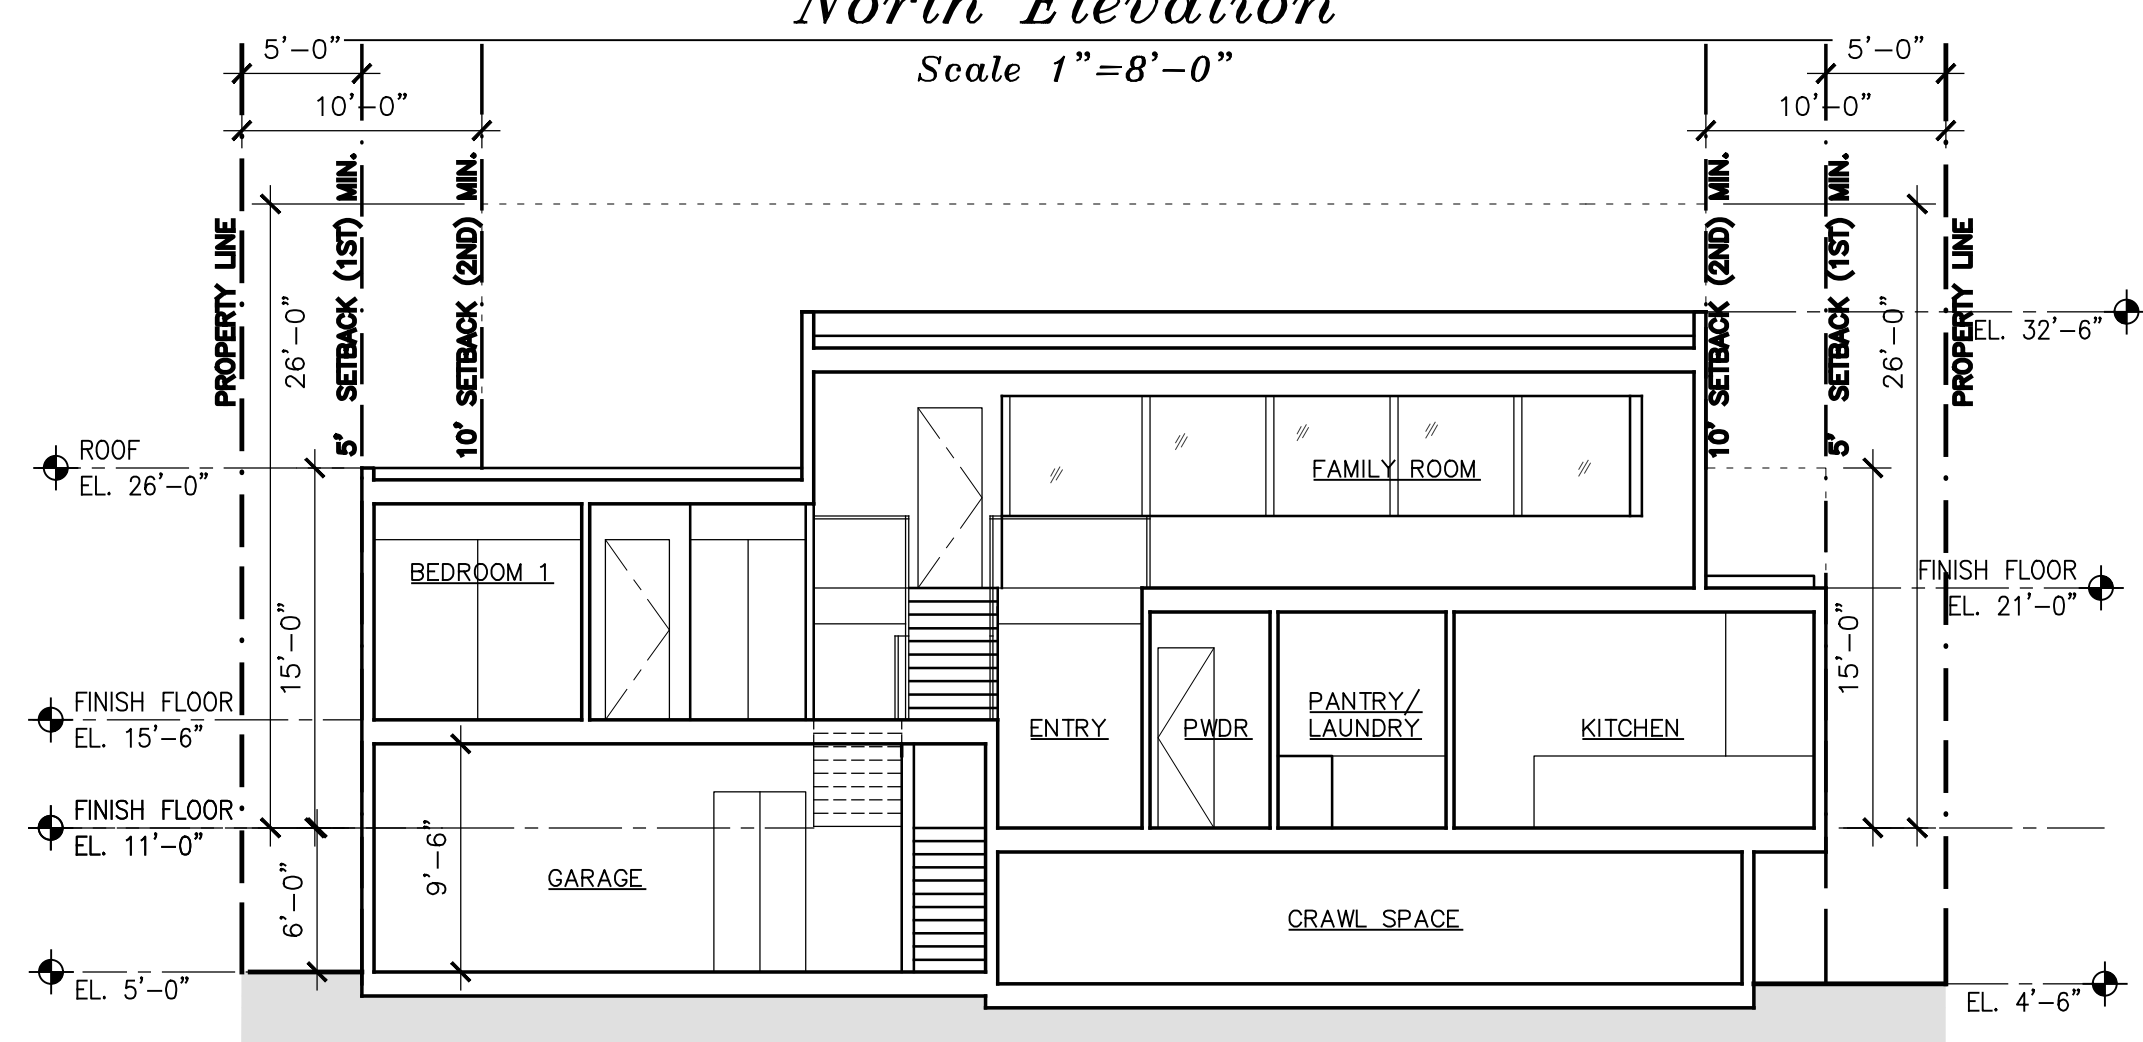 North Elevation
Scale 1"=8'-0"
5'-0"
5'-0"
10'-0"
10'-0"
PROPERTY LINE
5' SETBACK (1ST) MIN.
10' SETBACK (2ND) MIN.
10' SETBACK (2ND) MIN.
5' SETBACK (1ST) MIN.
PROPERTY LINE
26'-0"
26'-0"
EL. 32'-6"
ROOF
EL. 26'-0"
FAMILY ROOM
BEDROOM 1
FINISH FLOOR
EL. 21'-0"
15'-0"
15'-0"
FINISH FLOOR
EL. 15'-6"
ENTRY
PWDR
PANTRY/
LAUNDRY
KITCHEN
FINISH FLOOR
EL. 11'-0"
9'-6"
6'-0"
GARAGE
CRAWL SPACE
EL. 5'-0"
EL. 4'-6"